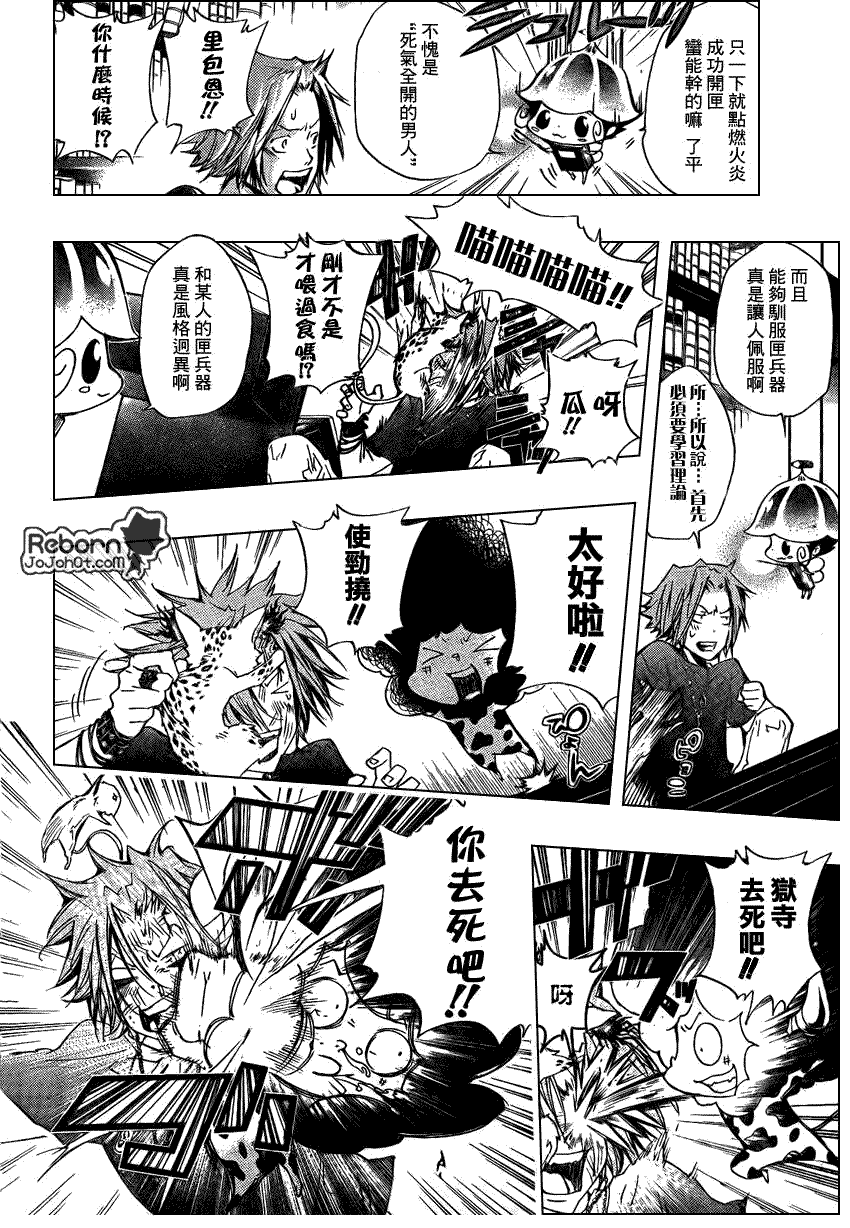 只一下就點燃火炎
成功開匣
蠻能幹的嘛 了平
不愧是
“死氣全開的男人”
里包恩!!
你什麼時候!?
而且
能夠馴服匣兵器
真是讓人佩服啊
所…所以說… 首先
必須要學習理論
喵喵喵喵!!
呀
瓜!!
剛才不是
才喂過食嗎!?
和某人的匣兵器
真是風格迥異啊
太好啦!!
ぴょん
使勁撓!!
獄寺
去死吧!!
呀
你去死吧!!
Reborn
JoJoHot.com